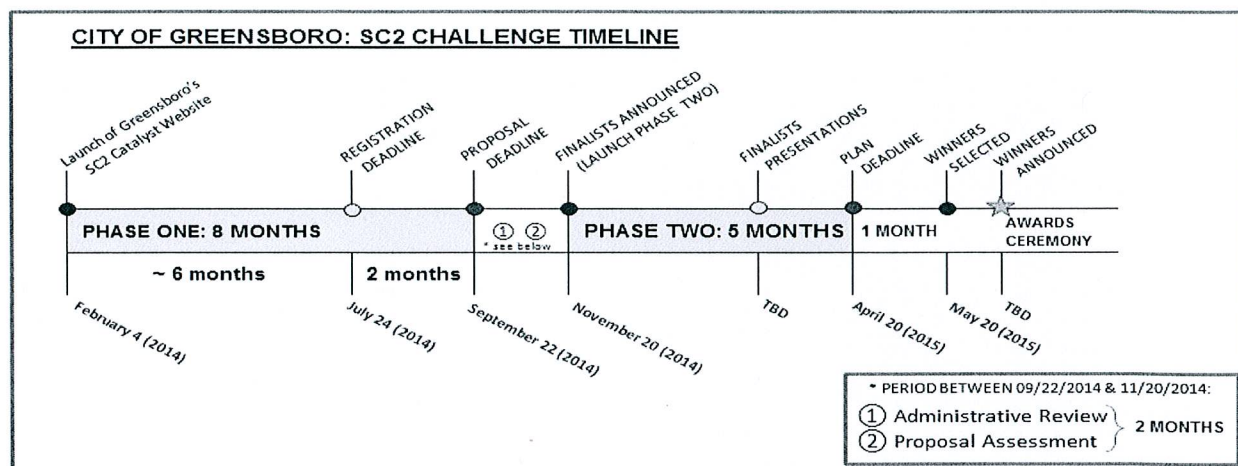 CITY OF GREENSBORO: SC2 CHALLENGE TIMELINE
Launch of Greensboro's
SC2 Catalyst Website
REGISTRATION
DEADLINE
PROPOSAL
DEADLINE
FINALISTS ANNOUNCED
(LAUNCH PHASE TWO)
FINALISTS
PRESENTATIONS
PLAN
DEADLINE
WINNERS
SELECTED
WINNERS
ANNOUNCED
PHASE ONE: 8 MONTHS
① ②
* see below
PHASE TWO: 5 MONTHS
1 MONTH
AWARDS
CEREMONY
~ 6 months
2 months
February 4 (2014)
July 24 (2014)
September 22 (2014)
November 20 (2014)
TBD
April 20 (2015)
May 20 (2015)
TBD
* PERIOD BETWEEN 09/22/2014 & 11/20/2014:
① Administrative Review
② Proposal Assessment
2 MONTHS